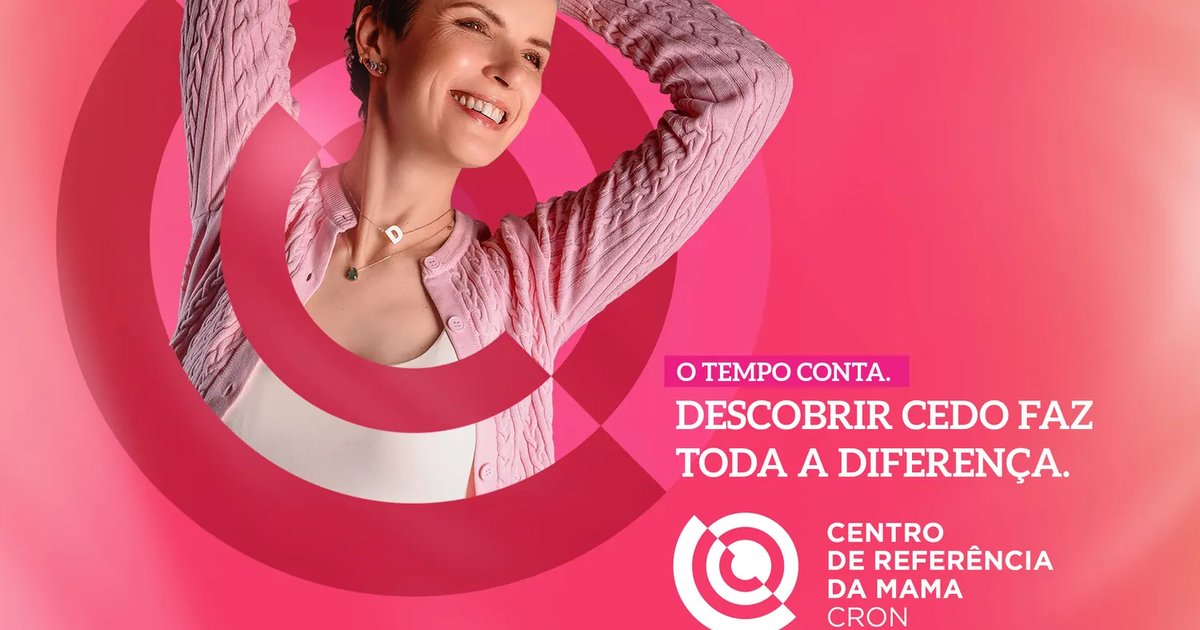 D
O TEMPO CONTA.
DESCOBRIR CEDO FAZ
TODA A DIFERENÇA.
CENTRO
DE REFERÊNCIA
DA MAMA
CRON